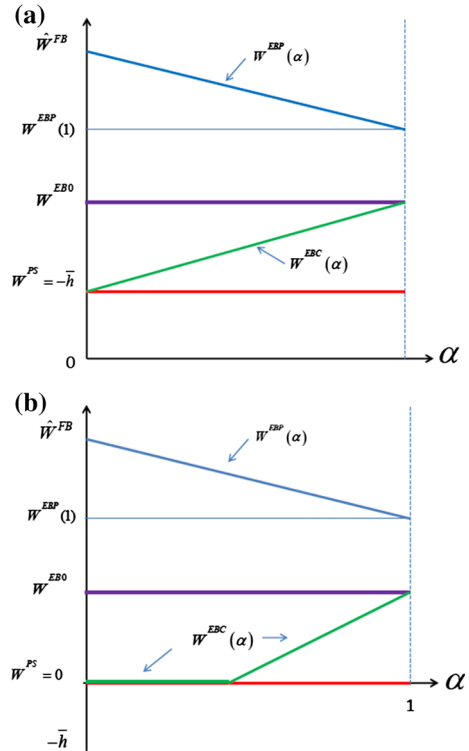 (a)
Ŵ^FB
W^EBP(α)
W^EBP(1)
W^EB0
W^EBC(α)
W^PS = −h̅
0
α
(b)
Ŵ^FB
W^EBP(α)
W^EBP(1)
W^EB0
W^EBC(α)
W^PS = 0
α
1
−h̅